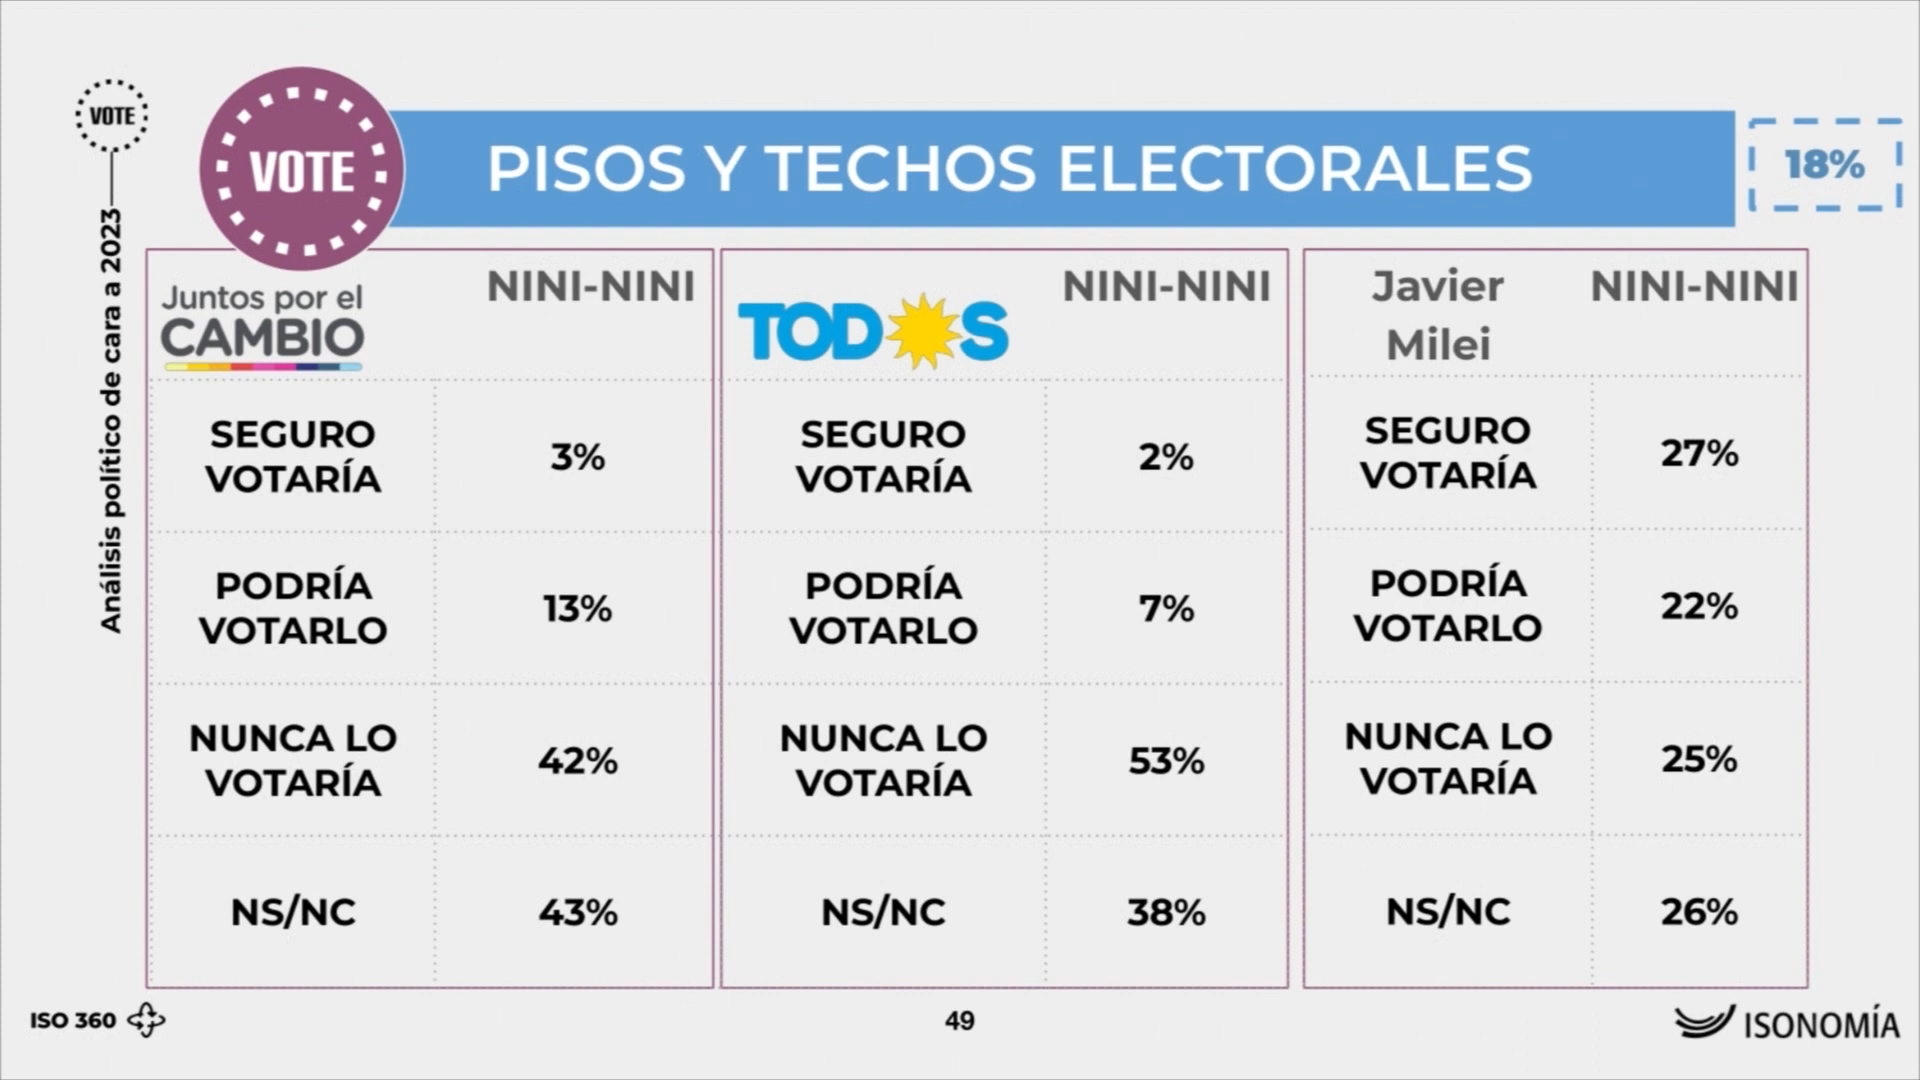 VOTE
Análisis político de cara a 2023
VOTE
PISOS Y TECHOS ELECTORALES
18%
Juntos por el
CAMBIO
NINI-NINI
SEGURO
VOTARÍA
3%
PODRÍA
VOTARLO
13%
NUNCA LO
VOTARÍA
42%
NS/NC
43%
TODOS
NINI-NINI
SEGURO
VOTARÍA
2%
PODRÍA
VOTARLO
7%
NUNCA LO
VOTARÍA
53%
NS/NC
38%
Javier
Milei
NINI-NINI
SEGURO
VOTARÍA
27%
PODRÍA
VOTARLO
22%
NUNCA LO
VOTARÍA
25%
NS/NC
26%
ISO 360
49
ISONOMÍA